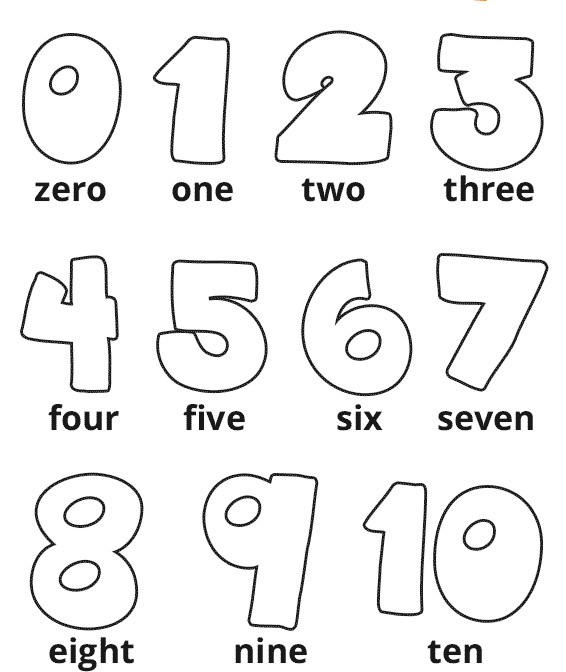 0 1 2 3
zero one two three
4 5 6 7
four five six seven
8 9 10
eight nine ten